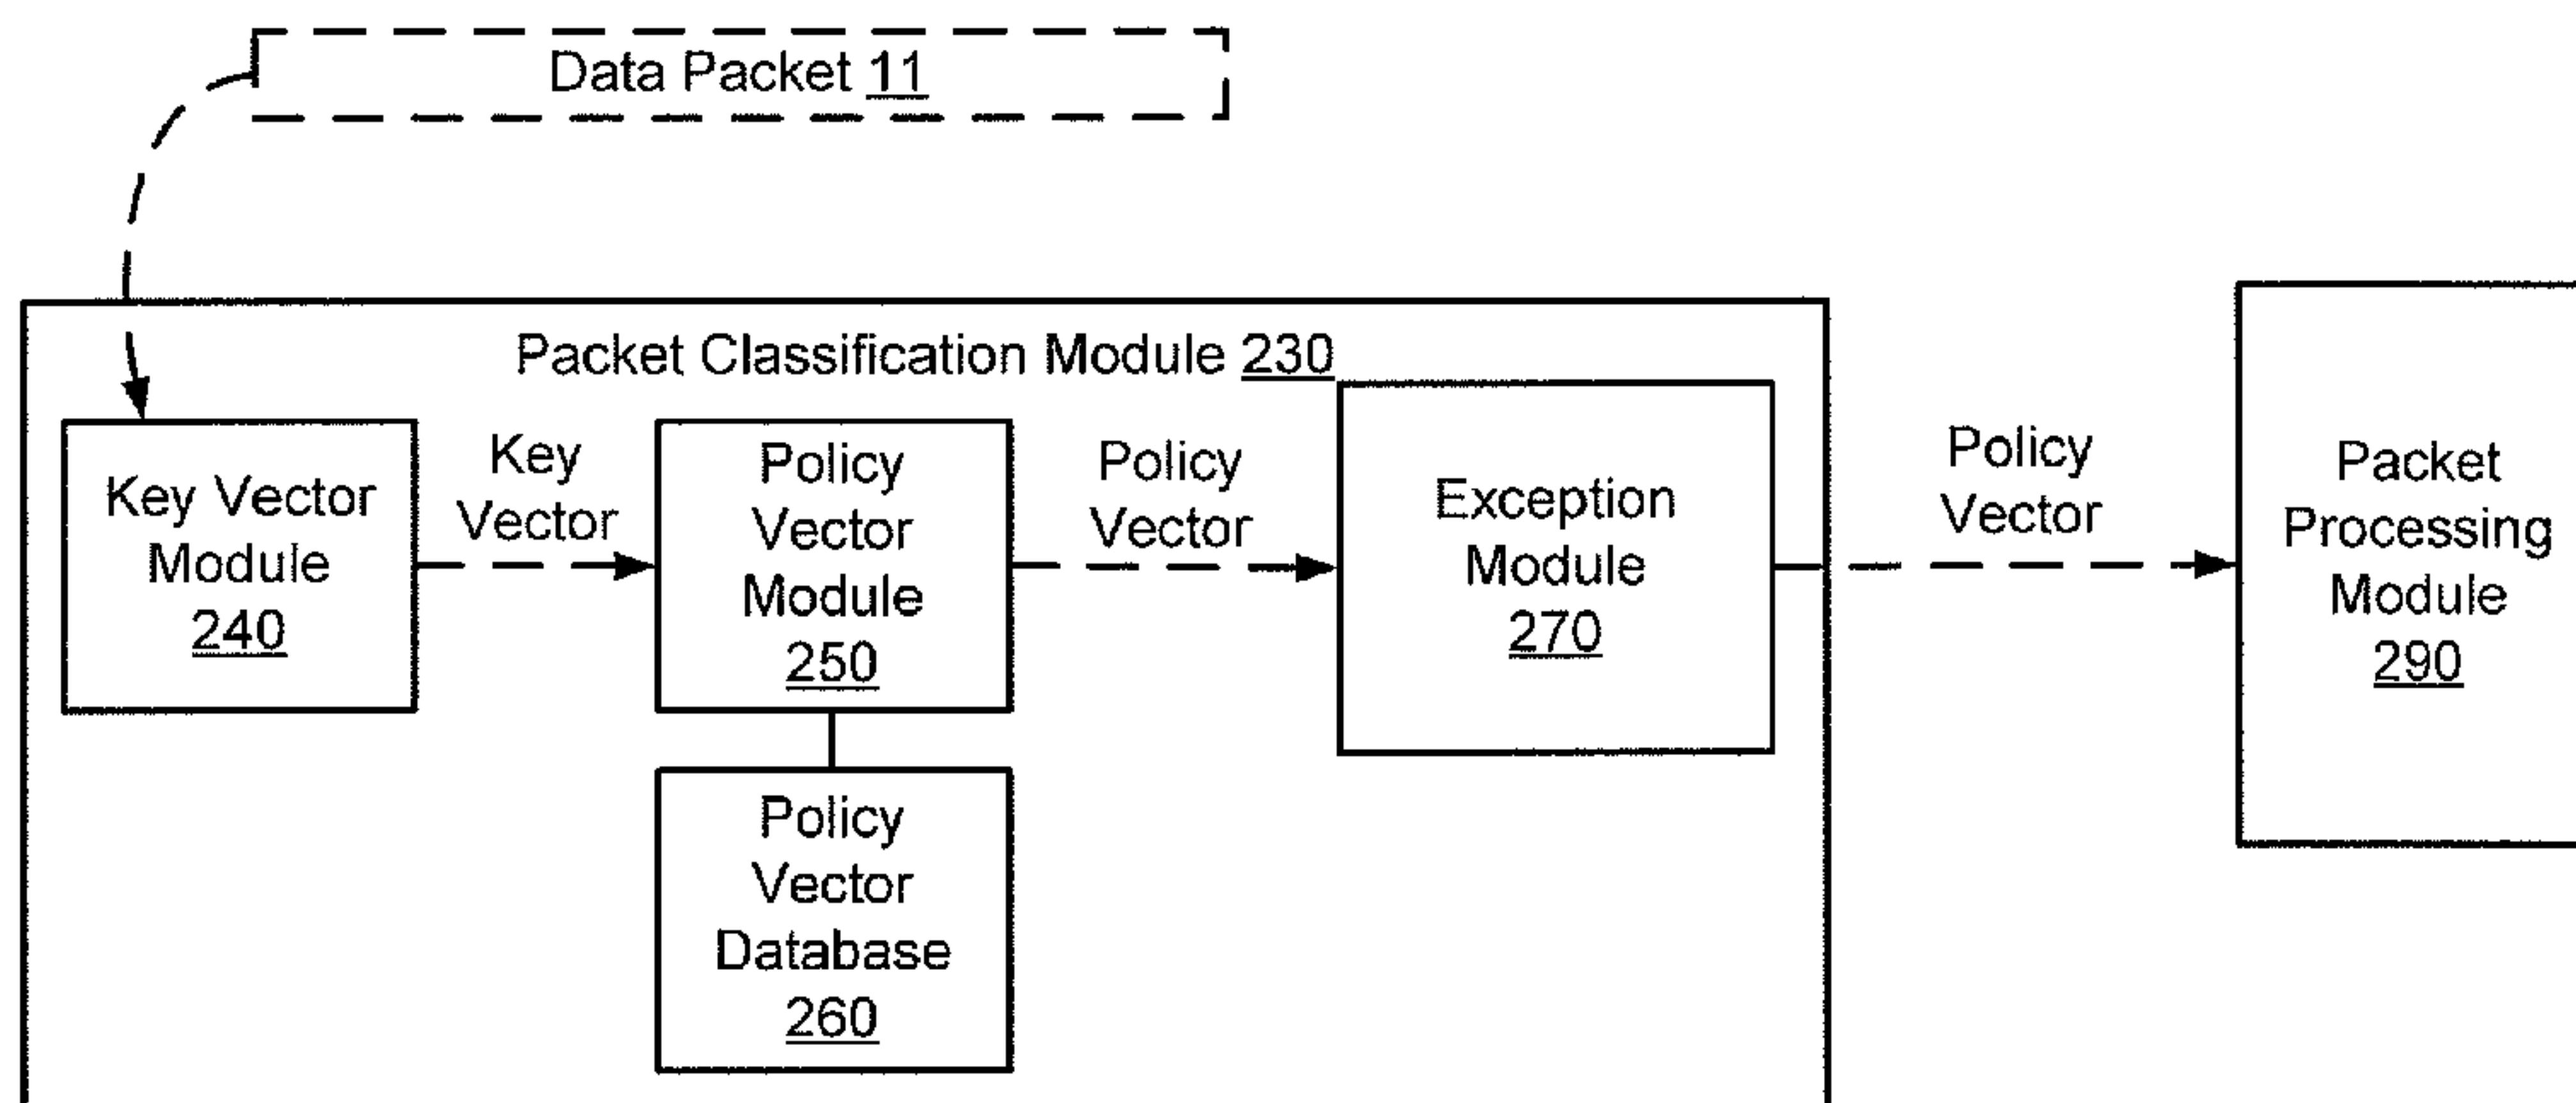 Data Packet 11
Packet Classification Module 230
Key Vector
Module
240
Key
Vector
Policy
Vector
Module
250
Policy
Vector
Exception
Module
270
Policy
Vector
Packet
Processing
Module
290
Policy
Vector
Database
260